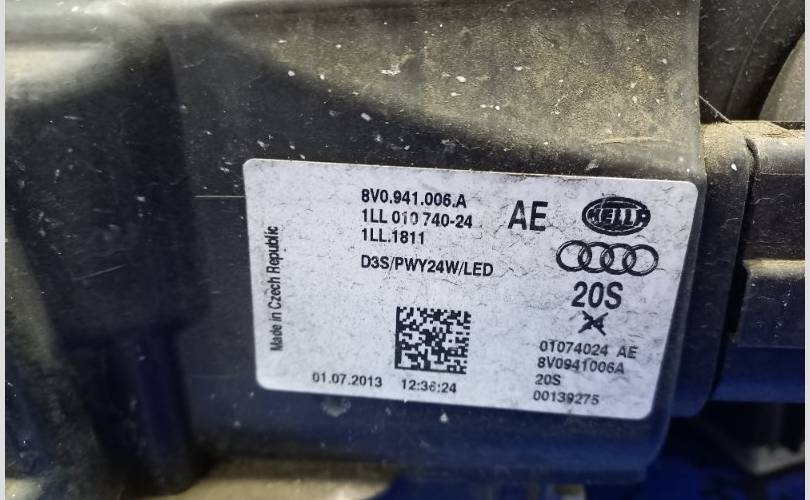 8V0.941.006.A
1LL 010 740-24
1LL.1811
AE
HELLA
D3S/PWY24W/LED
20S
Made in Czech Republic
01074024 AE
8V0941006A
20S
00139275
01.07.2013 12:36:24